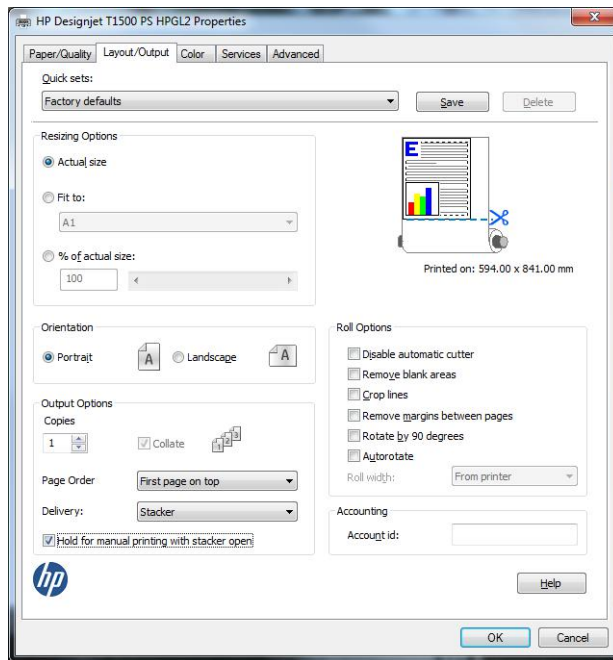 HP Designjet T1500 PS HPGL2 Properties
Paper/Quality Layout/Output Color Services Advanced
Quick sets:
Factory defaults Save Delete
Resizing Options
Actual size
Fit to:
A1
% of actual size:
100
E
Printed on: 594.00 x 841.00 mm
Orientation
Portrait A Landscape A
Output Options
Copies
1 Collate 1 2 3
Page Order First page on top
Delivery: Stacker
Hold for manual printing with stacker open
Roll Options
Disable automatic cutter
Remove blank areas
Crop lines
Remove margins between pages
Rotate by 90 degrees
Autorotate
Roll width: From printer
Accounting
Account id:
hp
Help
OK Cancel